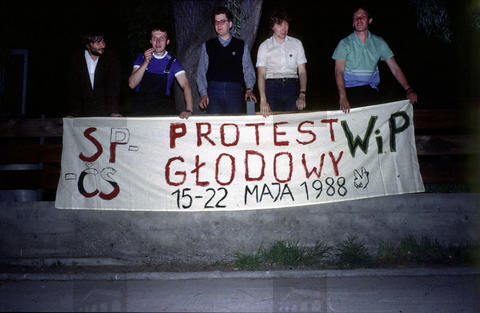 SP= PROTEST WiP
=ČS GŁODOWY
15-22 MAJA 1988